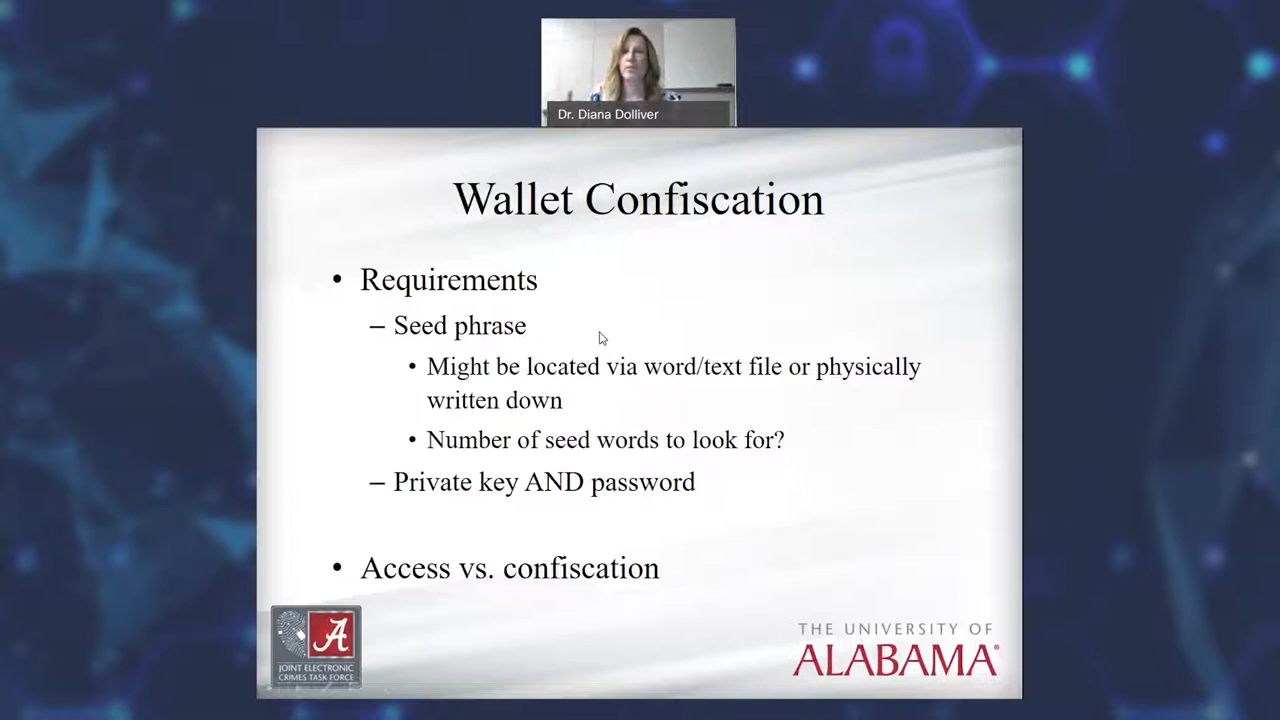 Dr. Diana Dolliver
Wallet Confiscation
• Requirements
– Seed phrase
• Might be located via word/text file or physically
written down
• Number of seed words to look for?
– Private key AND password
• Access vs. confiscation
A
JOINT ELECTRONIC
CRIMES TASK FORCE
THE UNIVERSITY OF
ALABAMA®